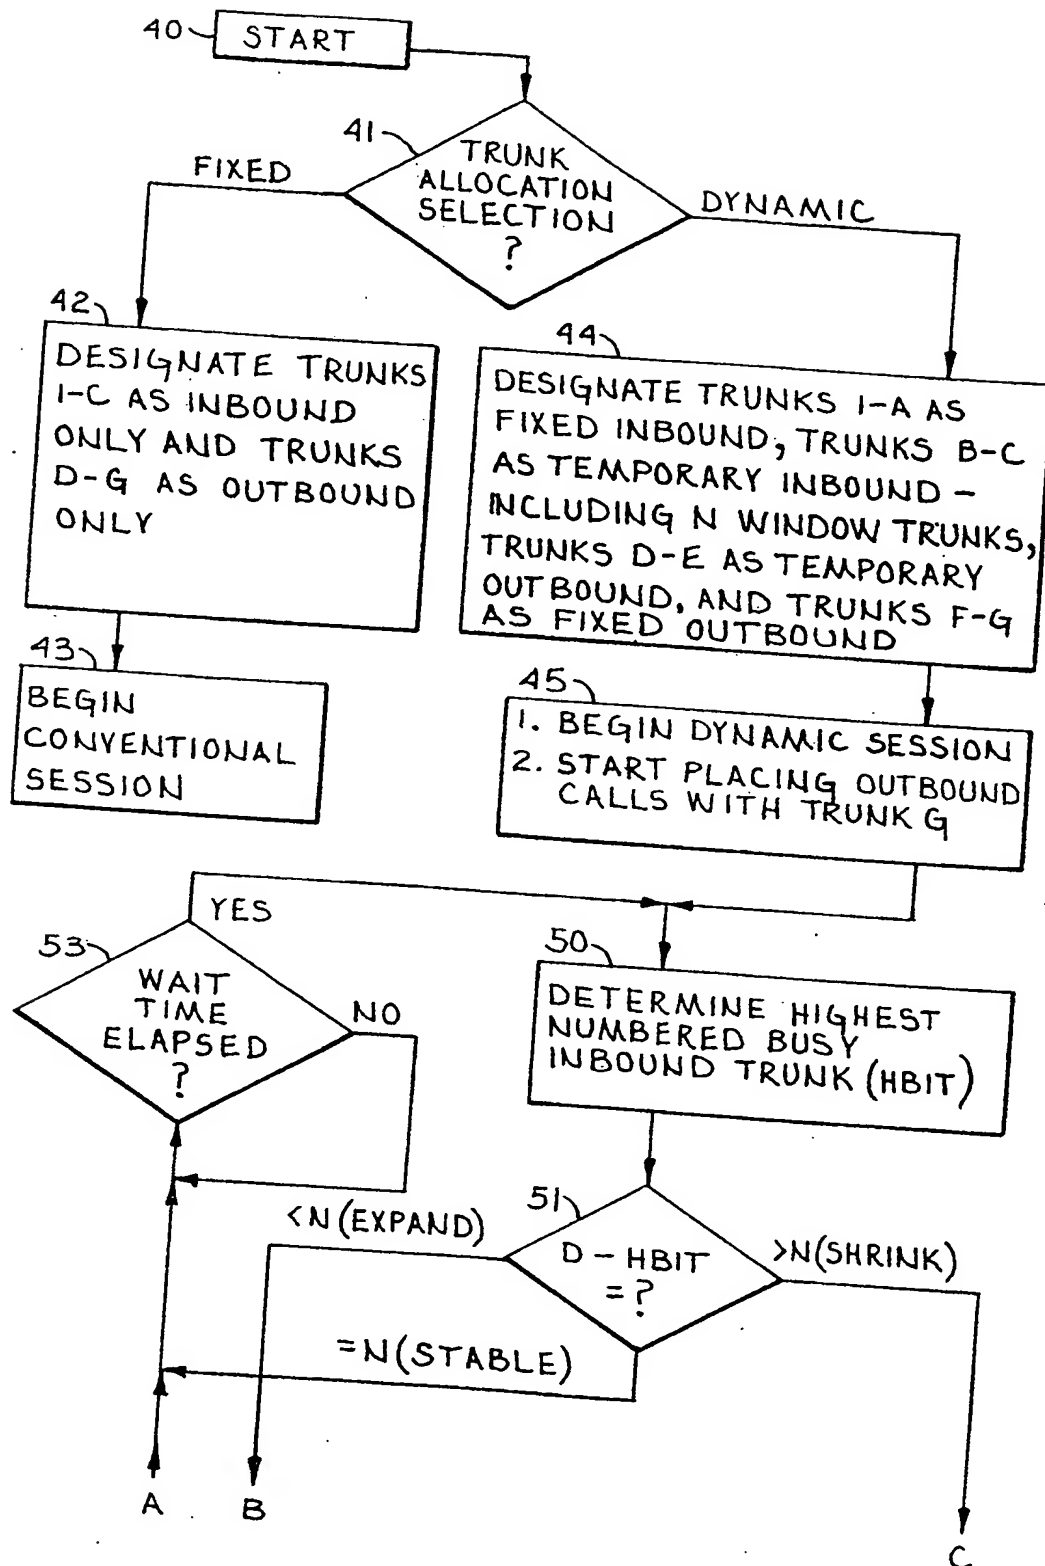 40
START
41
TRUNK
ALLOCATION
SELECTION
?
FIXED
DYNAMIC
42
DESIGNATE TRUNKS
1-C AS INBOUND
ONLY AND TRUNKS
D-G AS OUTBOUND
ONLY
44
DESIGNATE TRUNKS 1-A AS
FIXED INBOUND, TRUNKS B-C
AS TEMPORARY INBOUND –
INCLUDING N WINDOW TRUNKS,
TRUNKS D-E AS TEMPORARY
OUTBOUND, AND TRUNKS F-G
AS FIXED OUTBOUND
43
BEGIN
CONVENTIONAL
SESSION
45
1. BEGIN DYNAMIC SESSION
2. START PLACING OUTBOUND
CALLS WITH TRUNK G
YES
53
WAIT
TIME
ELAPSED
?
NO
50
DETERMINE HIGHEST
NUMBERED BUSY
INBOUND TRUNK (HBIT)
51
D – HBIT
= ?
<N (EXPAND)
>N(SHRINK)
=N(STABLE)
A
B
C